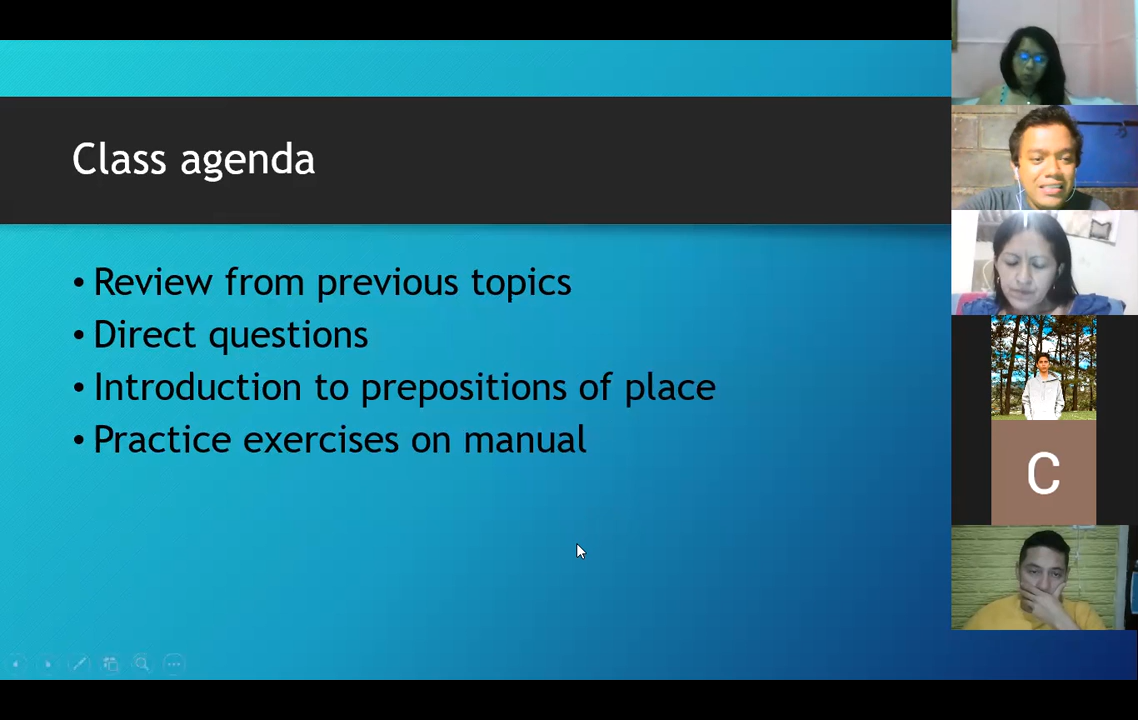 Class agenda
• Review from previous topics
• Direct questions
• Introduction to prepositions of place
• Practice exercises on manual
C